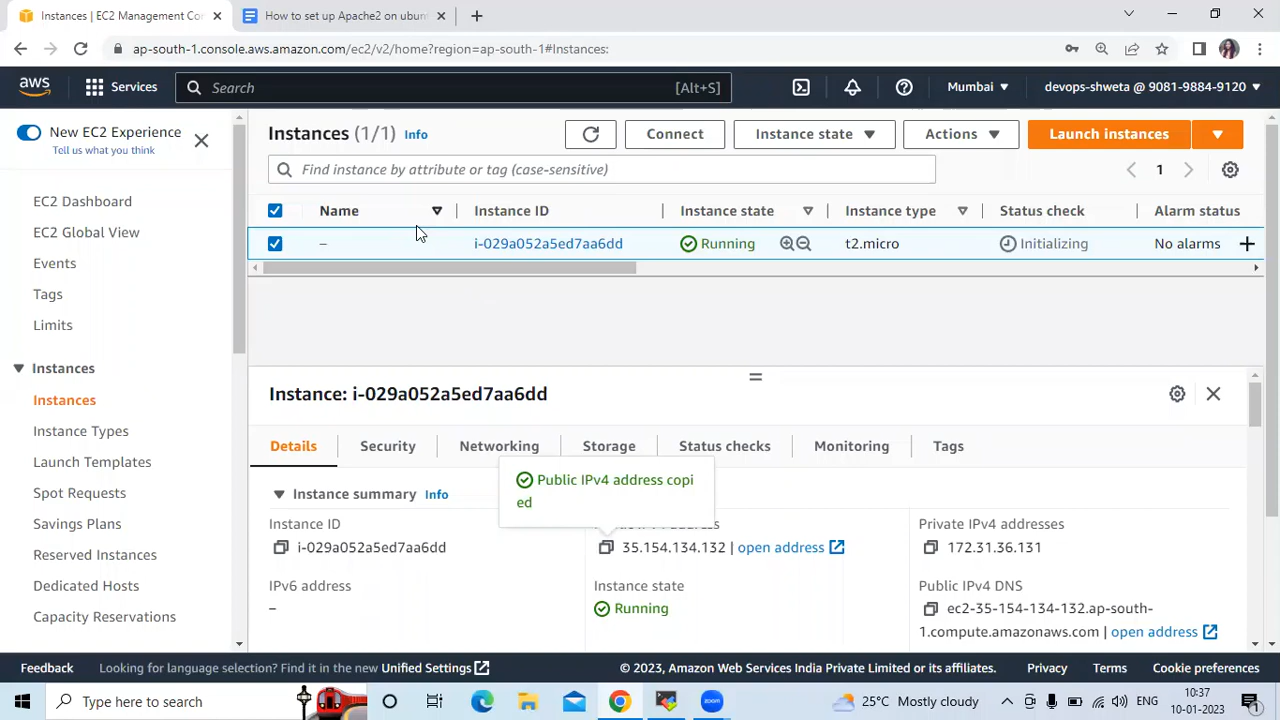 Instances | EC2 Management Con
How to set up Apache2 on ubun
ap-south-1.console.aws.amazon.com/ec2/v2/home?region=ap-south-1#Instances:
aws
Services
Search
[Alt+S]
Mumbai
devops-shweta @ 9081-9884-9120
New EC2 Experience
Tell us what you think
EC2 Dashboard
EC2 Global View
Events
Tags
Limits
Instances
Instances
Instance Types
Launch Templates
Spot Requests
Savings Plans
Reserved Instances
Dedicated Hosts
Capacity Reservations
Instances (1/1) Info
Connect
Instance state
Actions
Launch instances
Find instance by attribute or tag (case-sensitive)
1
Name
Instance ID
Instance state
Instance type
Status check
Alarm status
–
i-029a052a5ed7aa6dd
Running
t2.micro
Initializing
No alarms
Instance: i-029a052a5ed7aa6dd
Details
Security
Networking
Storage
Status checks
Monitoring
Tags
Public IPv4 address copi
ed
Instance summary Info
Instance ID
i-029a052a5ed7aa6dd
35.154.134.132 | open address
Private IPv4 addresses
172.31.36.131
IPv6 address
–
Instance state
Running
Public IPv4 DNS
ec2-35-154-134-132.ap-south-
1.compute.amazonaws.com | open address
Feedback
Looking for language selection? Find it in the new Unified Settings
© 2023, Amazon Web Services India Private Limited or its affiliates.
Privacy
Terms
Cookie preferences
Type here to search
zoom
25°C Mostly cloudy
ENG
10:37
10-01-2023
1